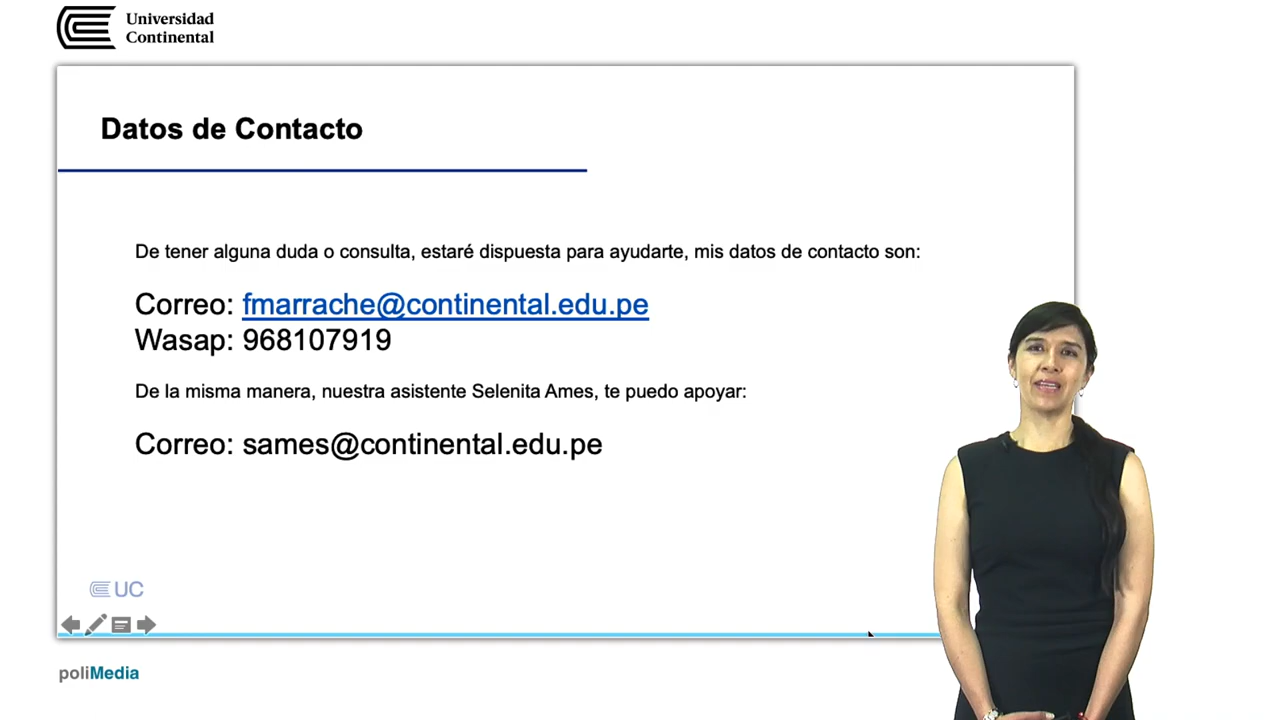 Universidad
Continental
Datos de Contacto
De tener alguna duda o consulta, estaré dispuesta para ayudarte, mis datos de contacto son:
Correo: fmarrache@continental.edu.pe
Wasap: 968107919
De la misma manera, nuestra asistente Selenita Ames, te puedo apoyar:
Correo: sames@continental.edu.pe
UC
poliMedia